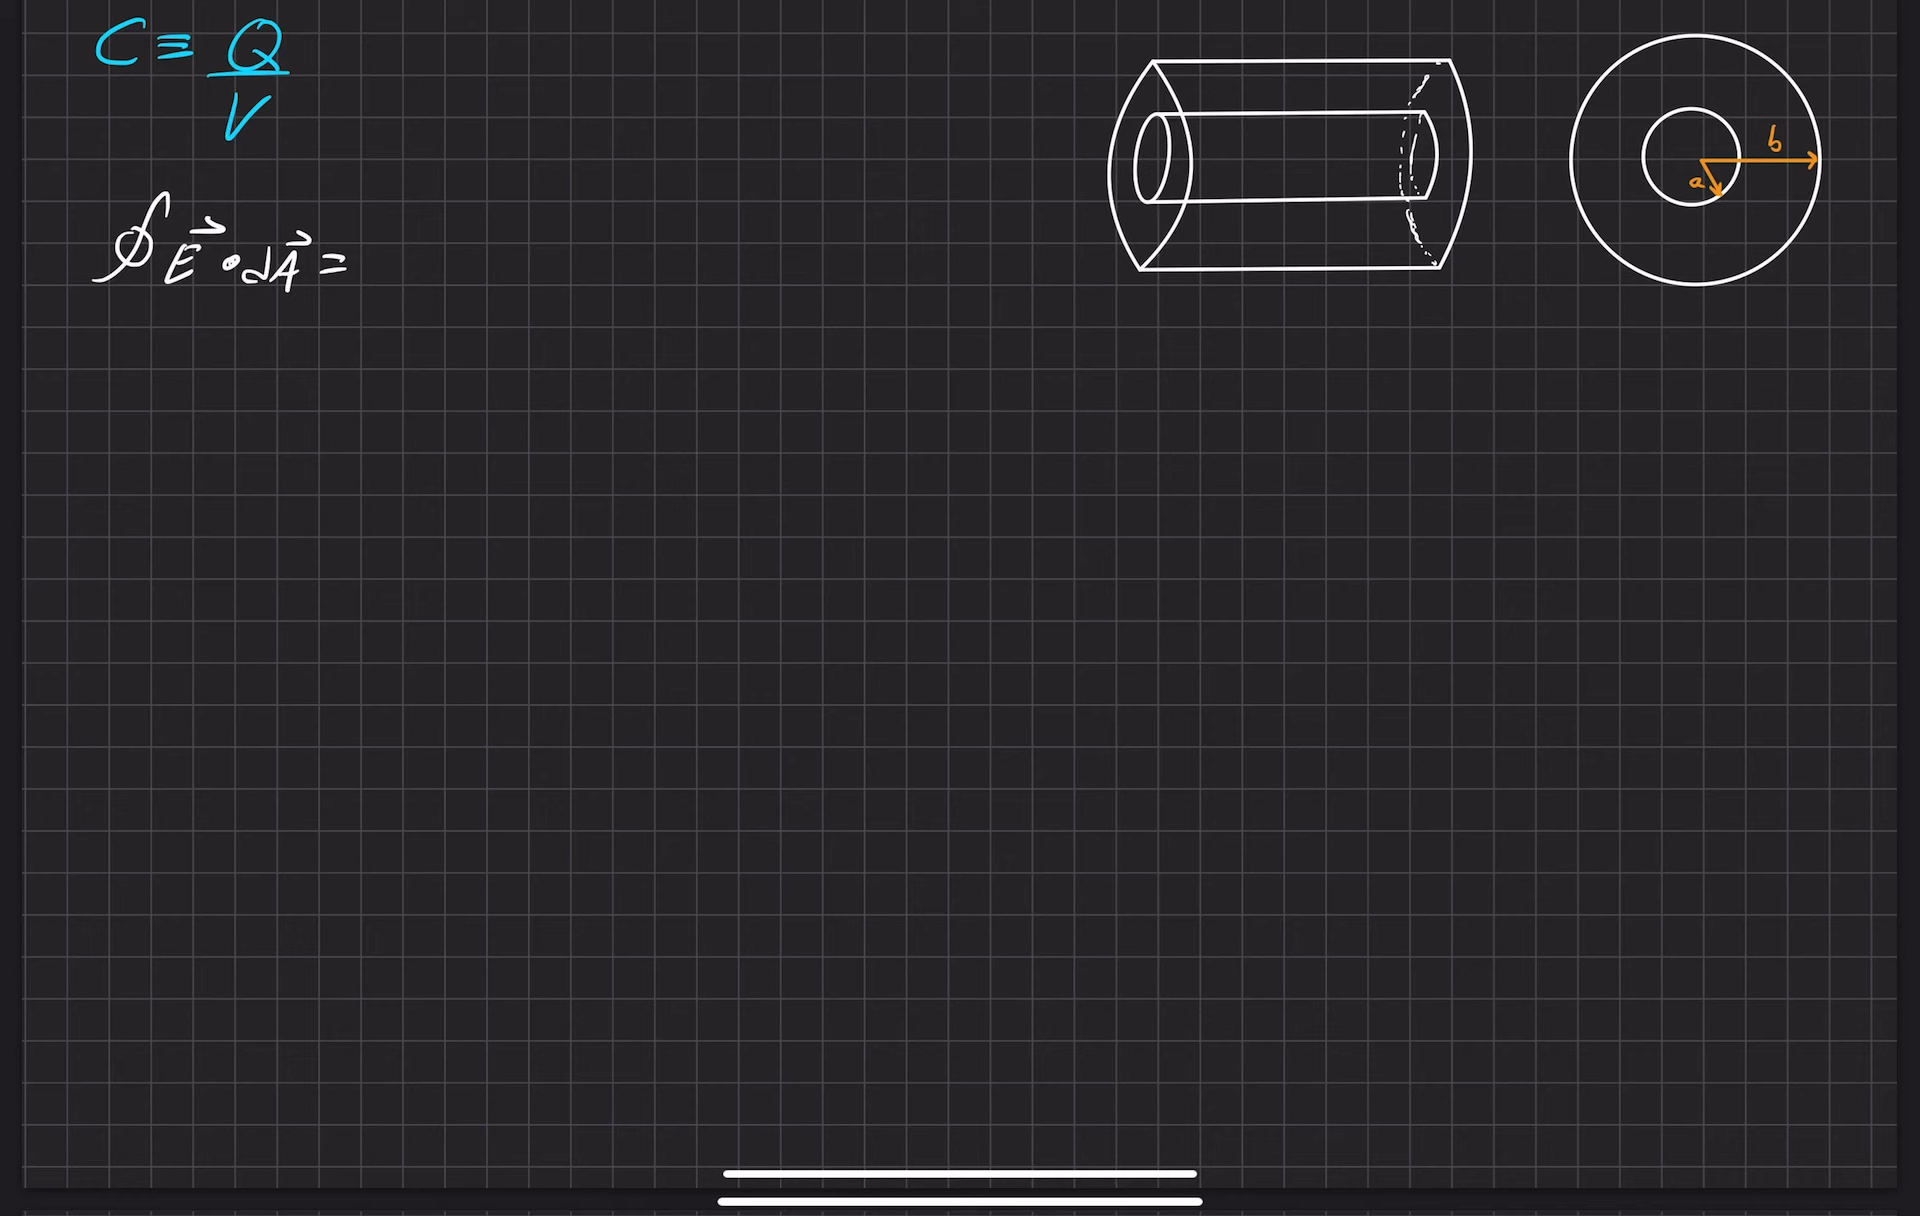 C ≡ Q/V
∮ E⃗ • dA⃗ =
b
a